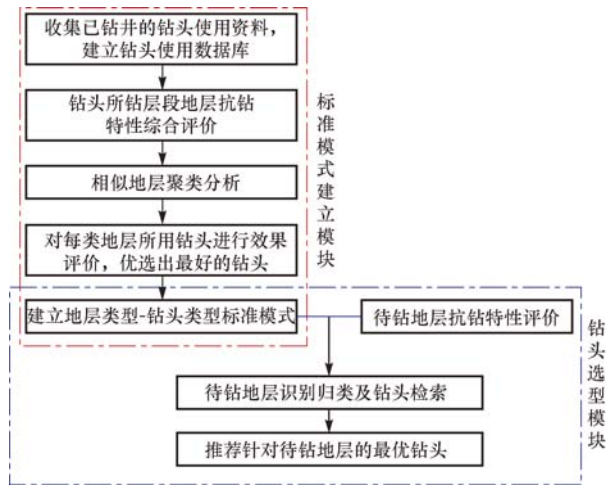 收集已钻井的钻头使用资料，
建立钻头使用数据库
钻头所钻层段地层抗钻
特性综合评价
相似地层聚类分析
对每类地层所用钻头进行效果
评价，优选出最好的钻头
标准模式建立模块
建立地层类型-钻头类型标准模式
待钻地层抗钻特性评价
待钻地层识别归类及钻头检索
推荐针对待钻地层的最优钻头
钻头选型模块